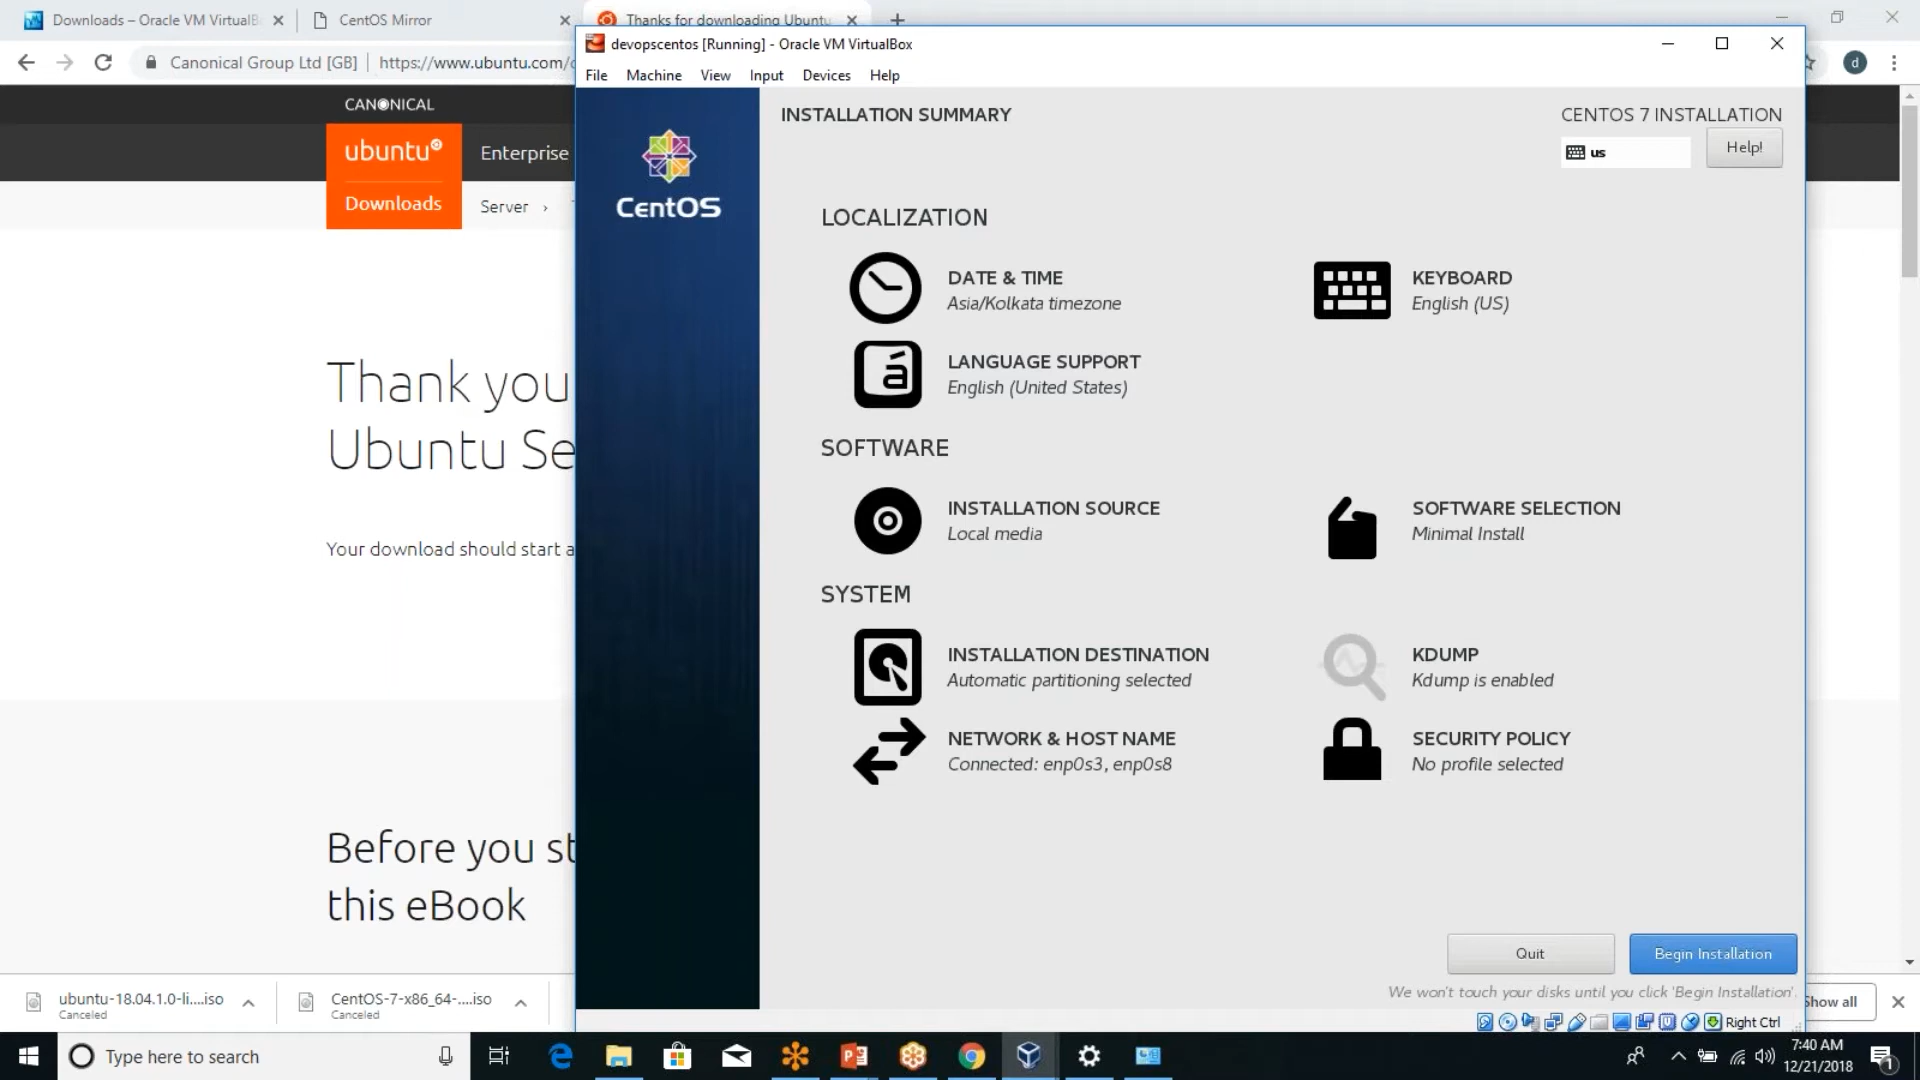 Downloads – Oracle VM VirtualB
CentOS Mirror
Thanks for downloading Ubuntu
Canonical Group Ltd [GB]
https://www.ubuntu.com/
d
CANONICAL
ubuntu
Downloads
Enterprise
Server ›
Thank you
Ubuntu Se
Your download should start a
Before you st
this eBook
devopscentos [Running] - Oracle VM VirtualBox
File Machine View Input Devices Help
CentOS
INSTALLATION SUMMARY
CENTOS 7 INSTALLATION
us
Help!
LOCALIZATION
DATE & TIME
Asia/Kolkata timezone
KEYBOARD
English (US)
LANGUAGE SUPPORT
English (United States)
SOFTWARE
INSTALLATION SOURCE
Local media
SOFTWARE SELECTION
Minimal Install
SYSTEM
INSTALLATION DESTINATION
Automatic partitioning selected
KDUMP
Kdump is enabled
NETWORK & HOST NAME
Connected: enp0s3, enp0s8
SECURITY POLICY
No profile selected
Quit
Begin Installation
We won't touch your disks until you click 'Begin Installation'.
Right Ctrl
ubuntu-18.04.1.0-li....iso
Canceled
CentOS-7-x86_64-....iso
Canceled
Show all
Type here to search
7:40 AM
12/21/2018
1